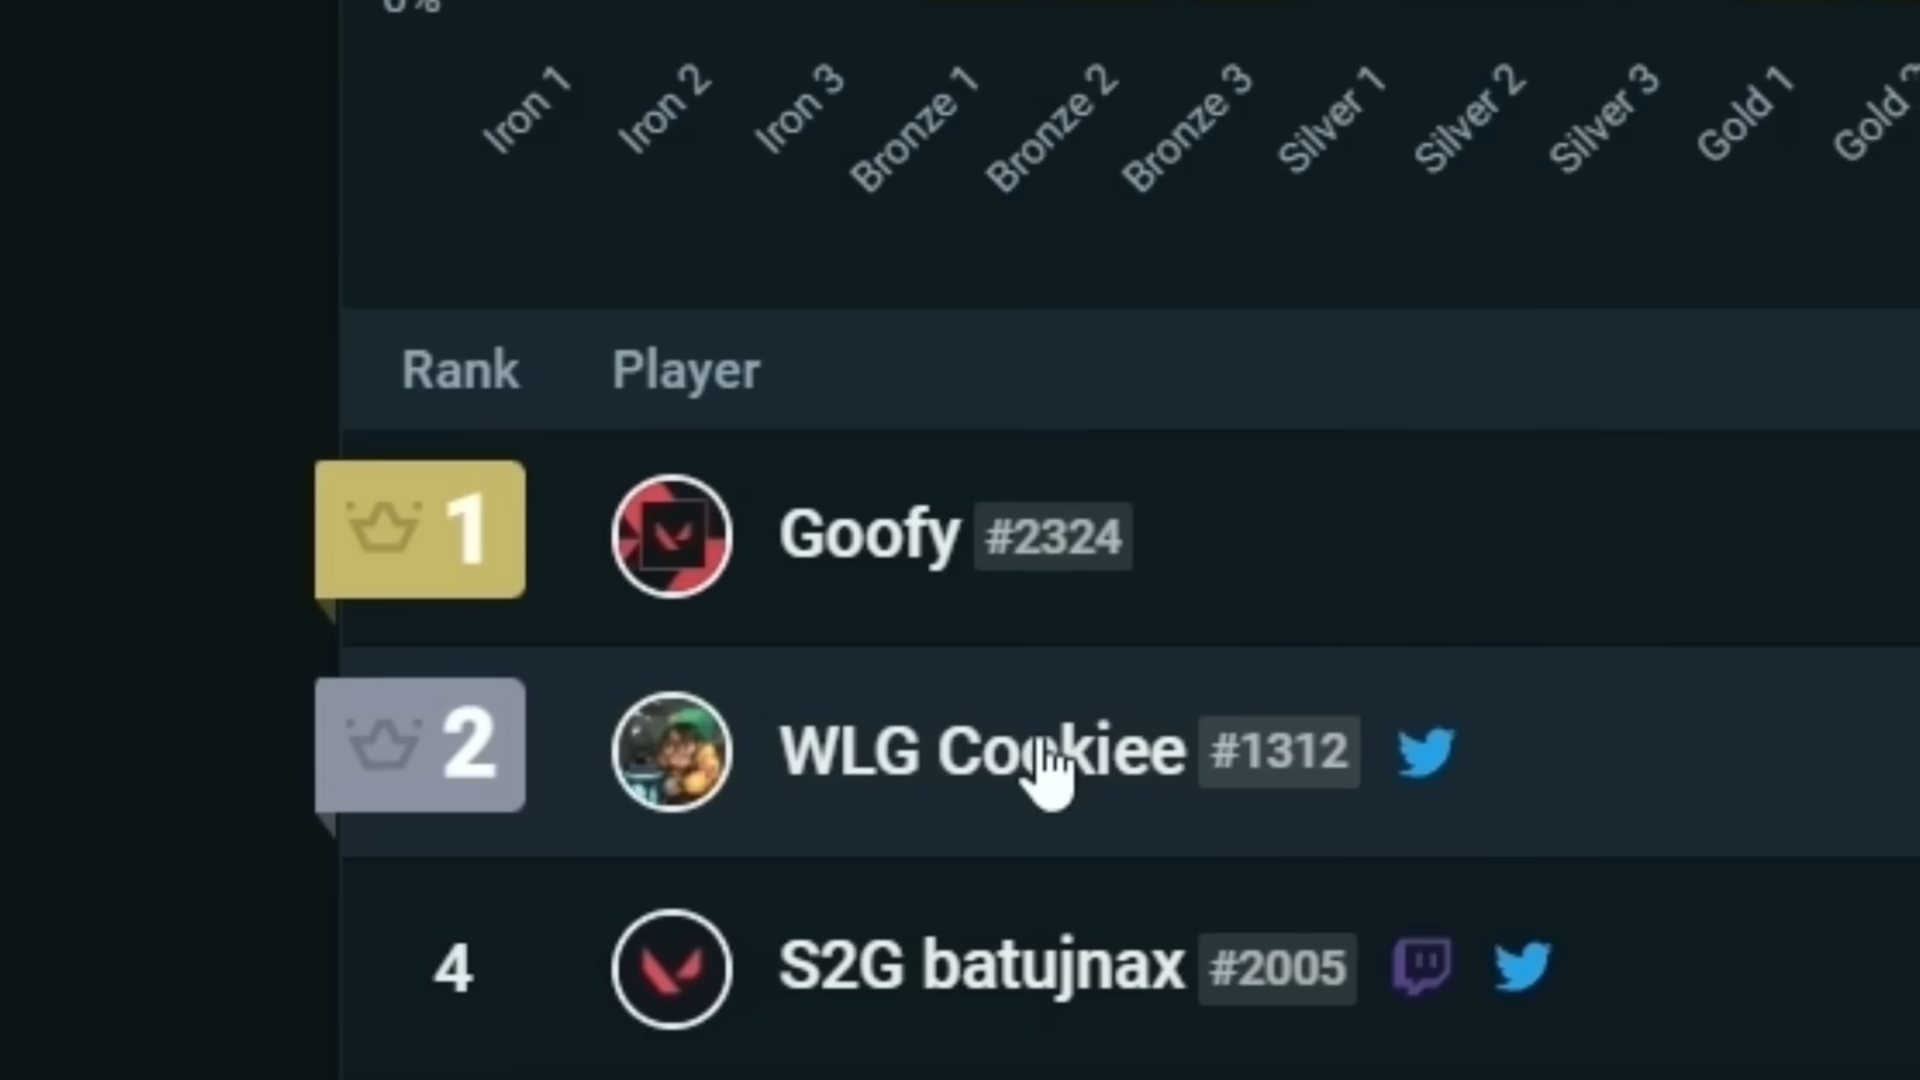 Iron 1 Iron 2 Iron 3 Bronze 1 Bronze 2 Bronze 3 Silver 1 Silver 2 Silver 3 Gold 1 Gold
Rank Player
1 Goofy #2324
2 WLG Cookiee #1312
4 S2G batujnax #2005